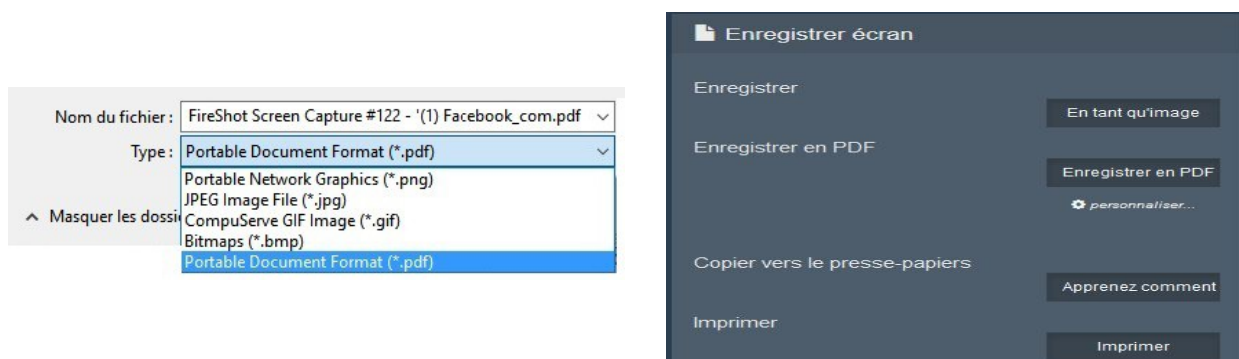 Nom du fichier : FireShot Screen Capture #122 - '(1) Facebook_com.pdf
Type : Portable Document Format (*.pdf)
Portable Network Graphics (*.png)
JPEG Image File (*.jpg)
Masquer les dossi
CompuServe GIF Image (*.gif)
Bitmaps (*.bmp)
Portable Document Format (*.pdf)
Enregistrer écran
Enregistrer
En tant qu'image
Enregistrer en PDF
Enregistrer en PDF
personnaliser...
Copier vers le presse-papiers
Apprenez comment
Imprimer
Imprimer